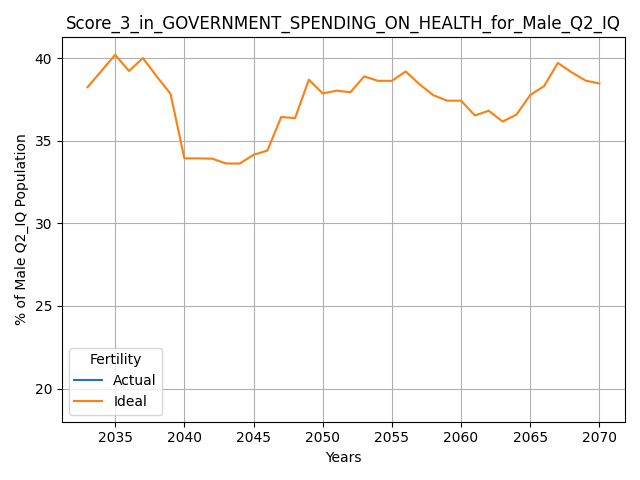 Score_3_in_GOVERNMENT_SPENDING_ON_HEALTH_for_Male_Q2_IQ
% of Male Q2_IQ Population
40
35
30
25
20
Fertility
Actual
Ideal
2035 2040 2045 2050 2055 2060 2065 2070
Years